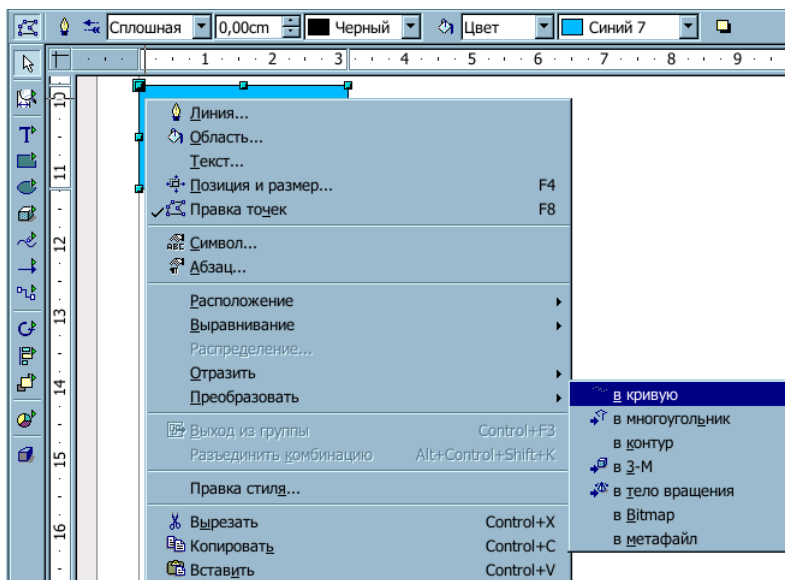 Сплошная 0,00cm Черный Цвет Синий 7
1 2 3 4 5 6 7 8 9
10
11
12
13
14
15
16
T
Линия...
Область...
Текст...
Позиция и размер... F4
Правка точек F8
Символ...
Абзац...
Расположение
Выравнивание
Распределение...
Отразить
Преобразовать
Выход из группы Control+F3
Разъединить комбинацию Alt+Control+Shift+K
Правка стиля...
Вырезать Control+X
Копировать Control+C
Вставить Control+V
в кривую
в многоугольник
в контур
в 3-М
в тело вращения
в Bitmap
в метафайл